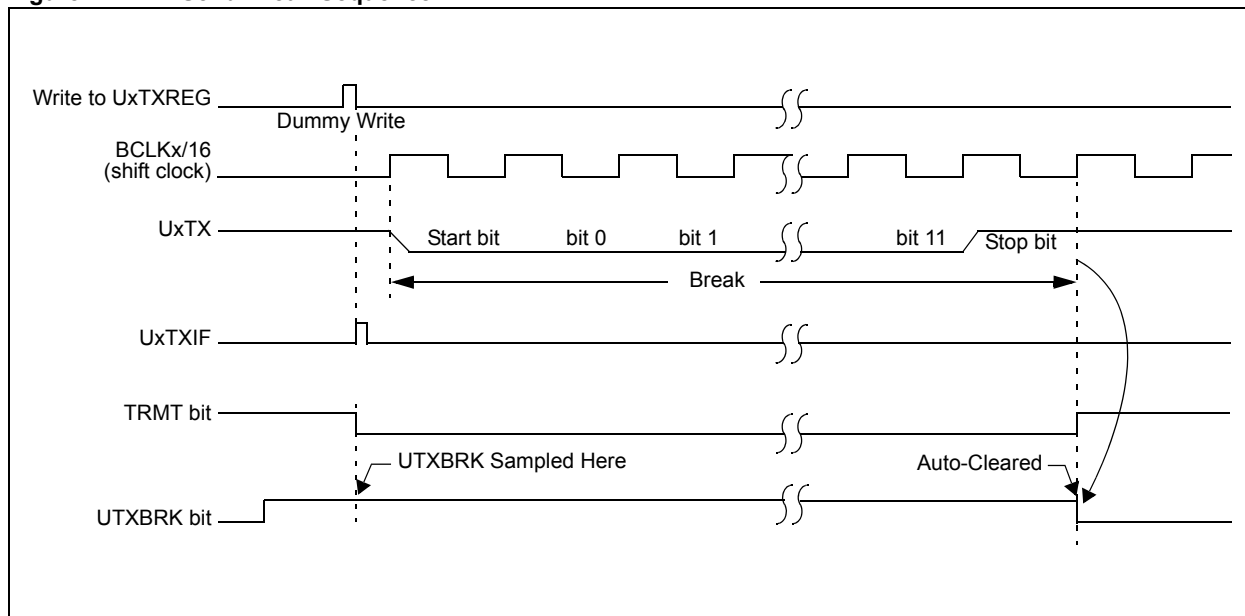 Write to UxTXREG
Dummy Write
BCLKx/16
(shift clock)
UxTX
Start bit bit 0 bit 1 bit 11 Stop bit
Break
UxTXIF
TRMT bit
UTXBRK Sampled Here Auto-Cleared
UTXBRK bit